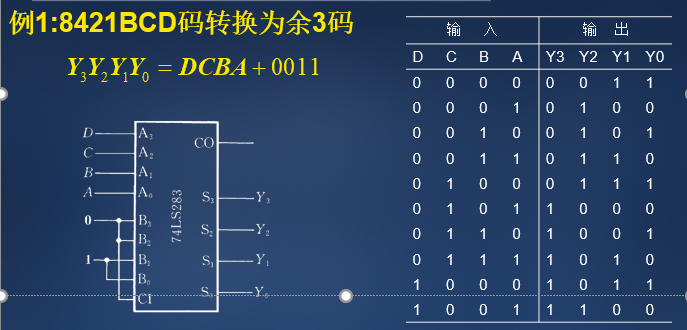 例1:8421BCD码转换为余3码
Y3Y2Y1Y0 = DCBA + 0011
D A3 CO
C A2
B A1
A A0
0 B3 S3 Y3
B2 S2 Y2
1 B1 S1 Y1
B0 S0 Y0
CI
74LS283
输 入 输 出
D C B A Y3 Y2 Y1 Y0
0 0 0 0 0 0 1 1
0 0 0 1 0 1 0 0
0 0 1 0 0 1 0 1
0 0 1 1 0 1 1 0
0 1 0 0 0 1 1 1
0 1 0 1 1 0 0 0
0 1 1 0 1 0 0 1
0 1 1 1 1 0 1 0
1 0 0 0 1 0 1 1
1 0 0 1 1 1 0 0